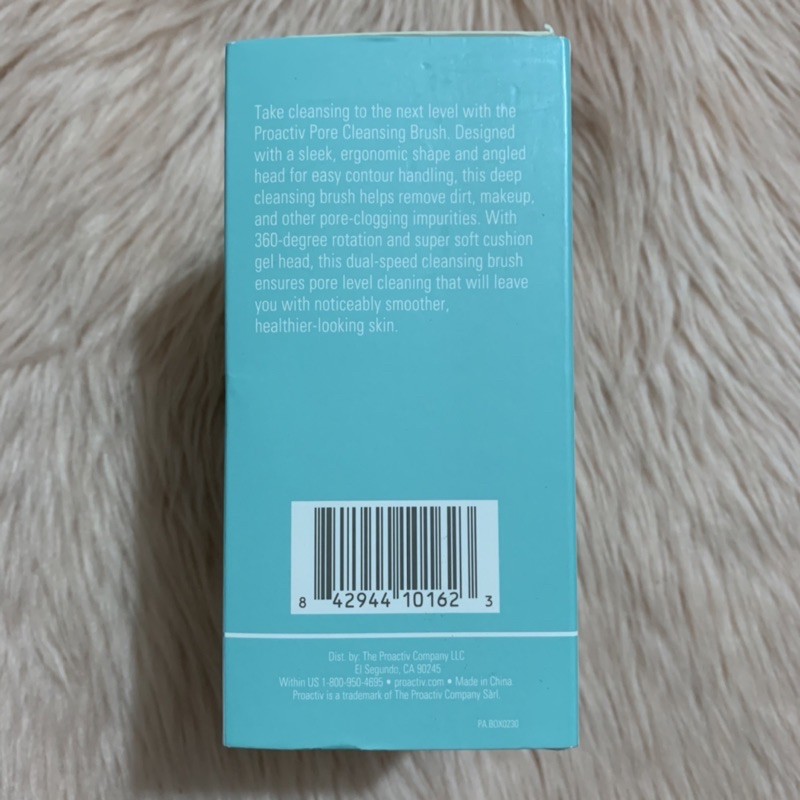 Take cleansing to the next level with the
Proactiv Pore Cleansing Brush. Designed
with a sleek, ergonomic shape and angled
head for easy contour handling, this deep
cleansing brush helps remove dirt, makeup,
and other pore-clogging impurities. With
360-degree rotation and super soft cushion
gel head, this dual-speed cleansing brush
ensures pore level cleaning that will leave
you with noticeably smoother,
healthier-looking skin.
8 42944 10162 3
Dist. by: The Proactiv Company LLC
El Segundo, CA 90245
Within US 1-800-950-4695 • proactiv.com • Made in China
Proactiv is a trademark of The Proactiv Company Sàrl.
PA.BOX0230